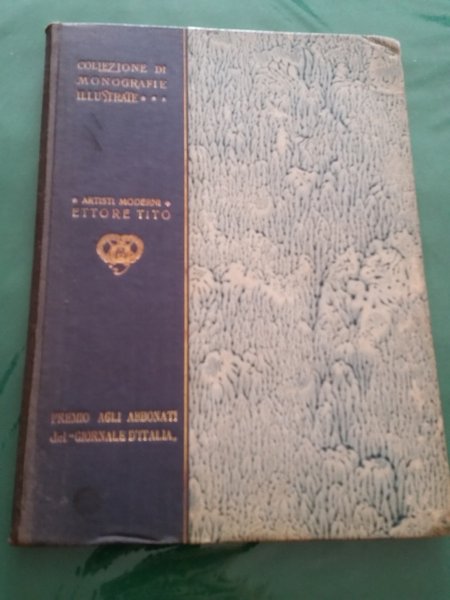 COLLEZIONE DI
MONOGRAFIE
ILLUSTRATE * * *
* ARTISTI MODERNI *
ETTORE TITO
PREMIO AGLI ABBONATI
del "GIORNALE D'ITALIA„